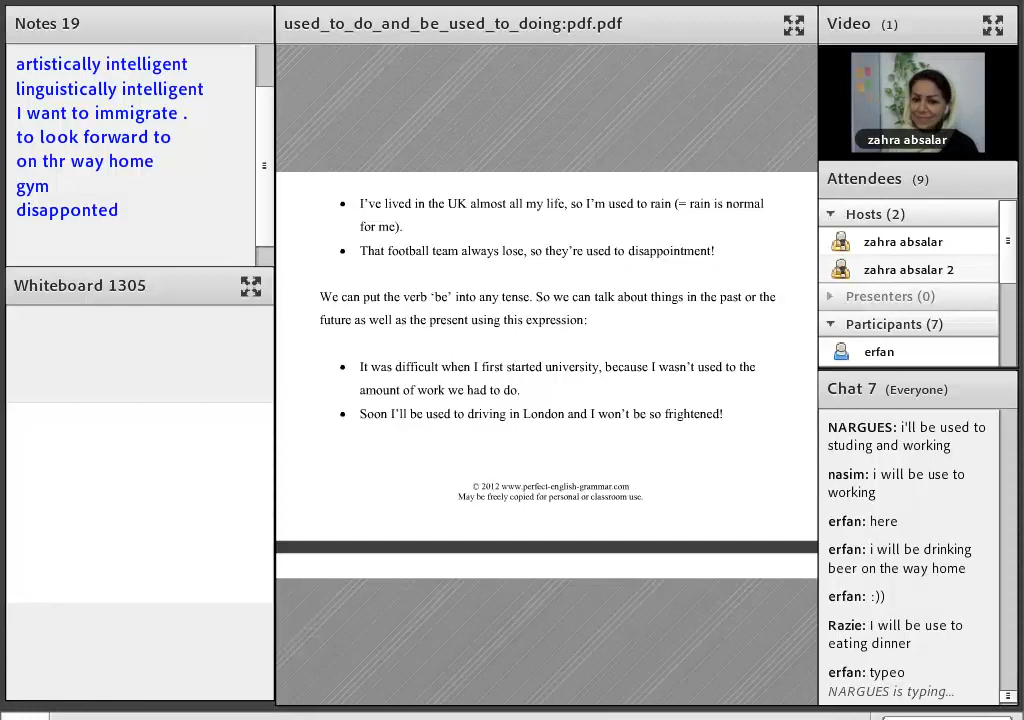 Notes 19
artistically intelligent
linguistically intelligent
I want to immigrate .
to look forward to
on thr way home
gym
disapponted
Whiteboard 1305
used_to_do_and_be_used_to_doing:pdf.pdf
• I've lived in the UK almost all my life, so I'm used to rain (= rain is normal
for me).
• That football team always lose, so they're used to disappointment!
We can put the verb 'be' into any tense. So we can talk about things in the past or the
future as well as the present using this expression:
• It was difficult when I first started university, because I wasn't used to the
amount of work we had to do.
• Soon I'll be used to driving in London and I won't be so frightened!
© 2012 www.perfect-english-grammar.com
May be freely copied for personal or classroom use.
Video (1)
zahra absalar
Attendees (9)
Hosts (2)
zahra absalar
zahra absalar 2
Presenters (0)
Participants (7)
erfan
Chat 7 (Everyone)
NARGUES: i'll be used to
studing and working
nasim: i will be use to
working
erfan: here
erfan: i will be drinking
beer on the way home
erfan: :))
Razie: I will be use to
eating dinner
erfan: typeo
NARGUES is typing...